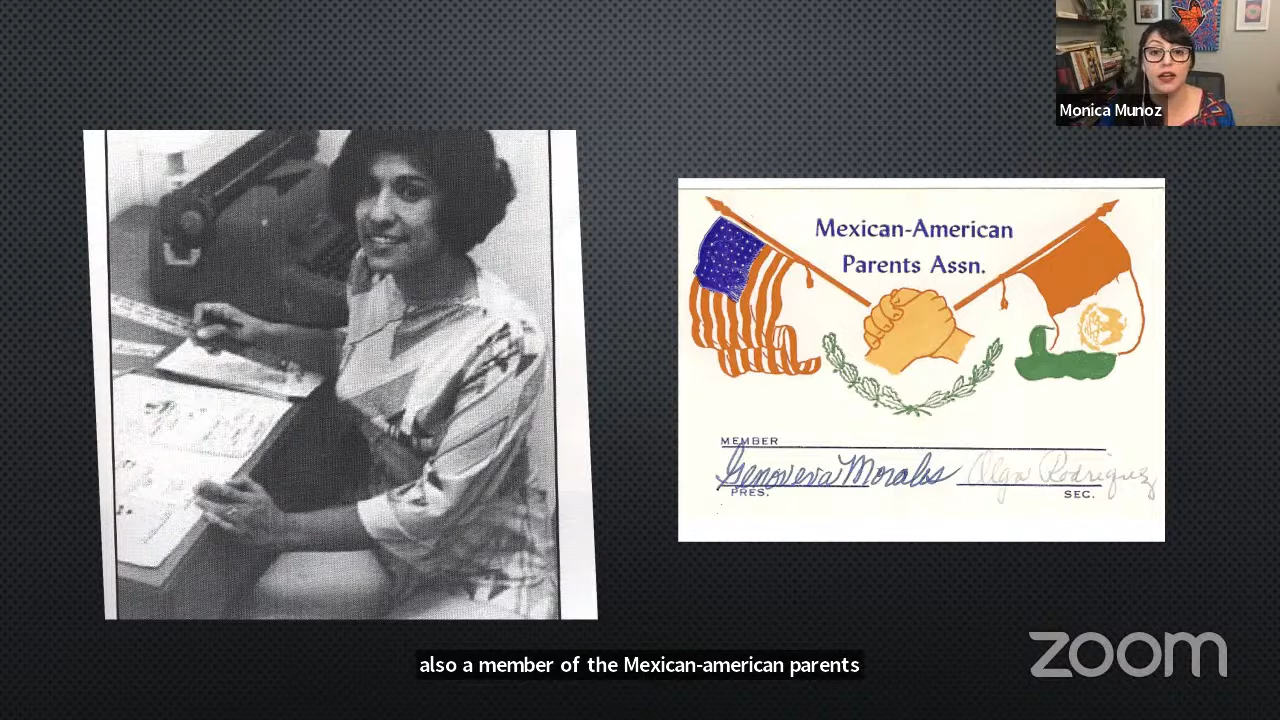 Monica Munoz
Mexican-American
Parents Assn.
MEMBER
Genoveva Morales Olga Rodriguez
PRES. SEC.
also a member of the Mexican-american parents
zoom